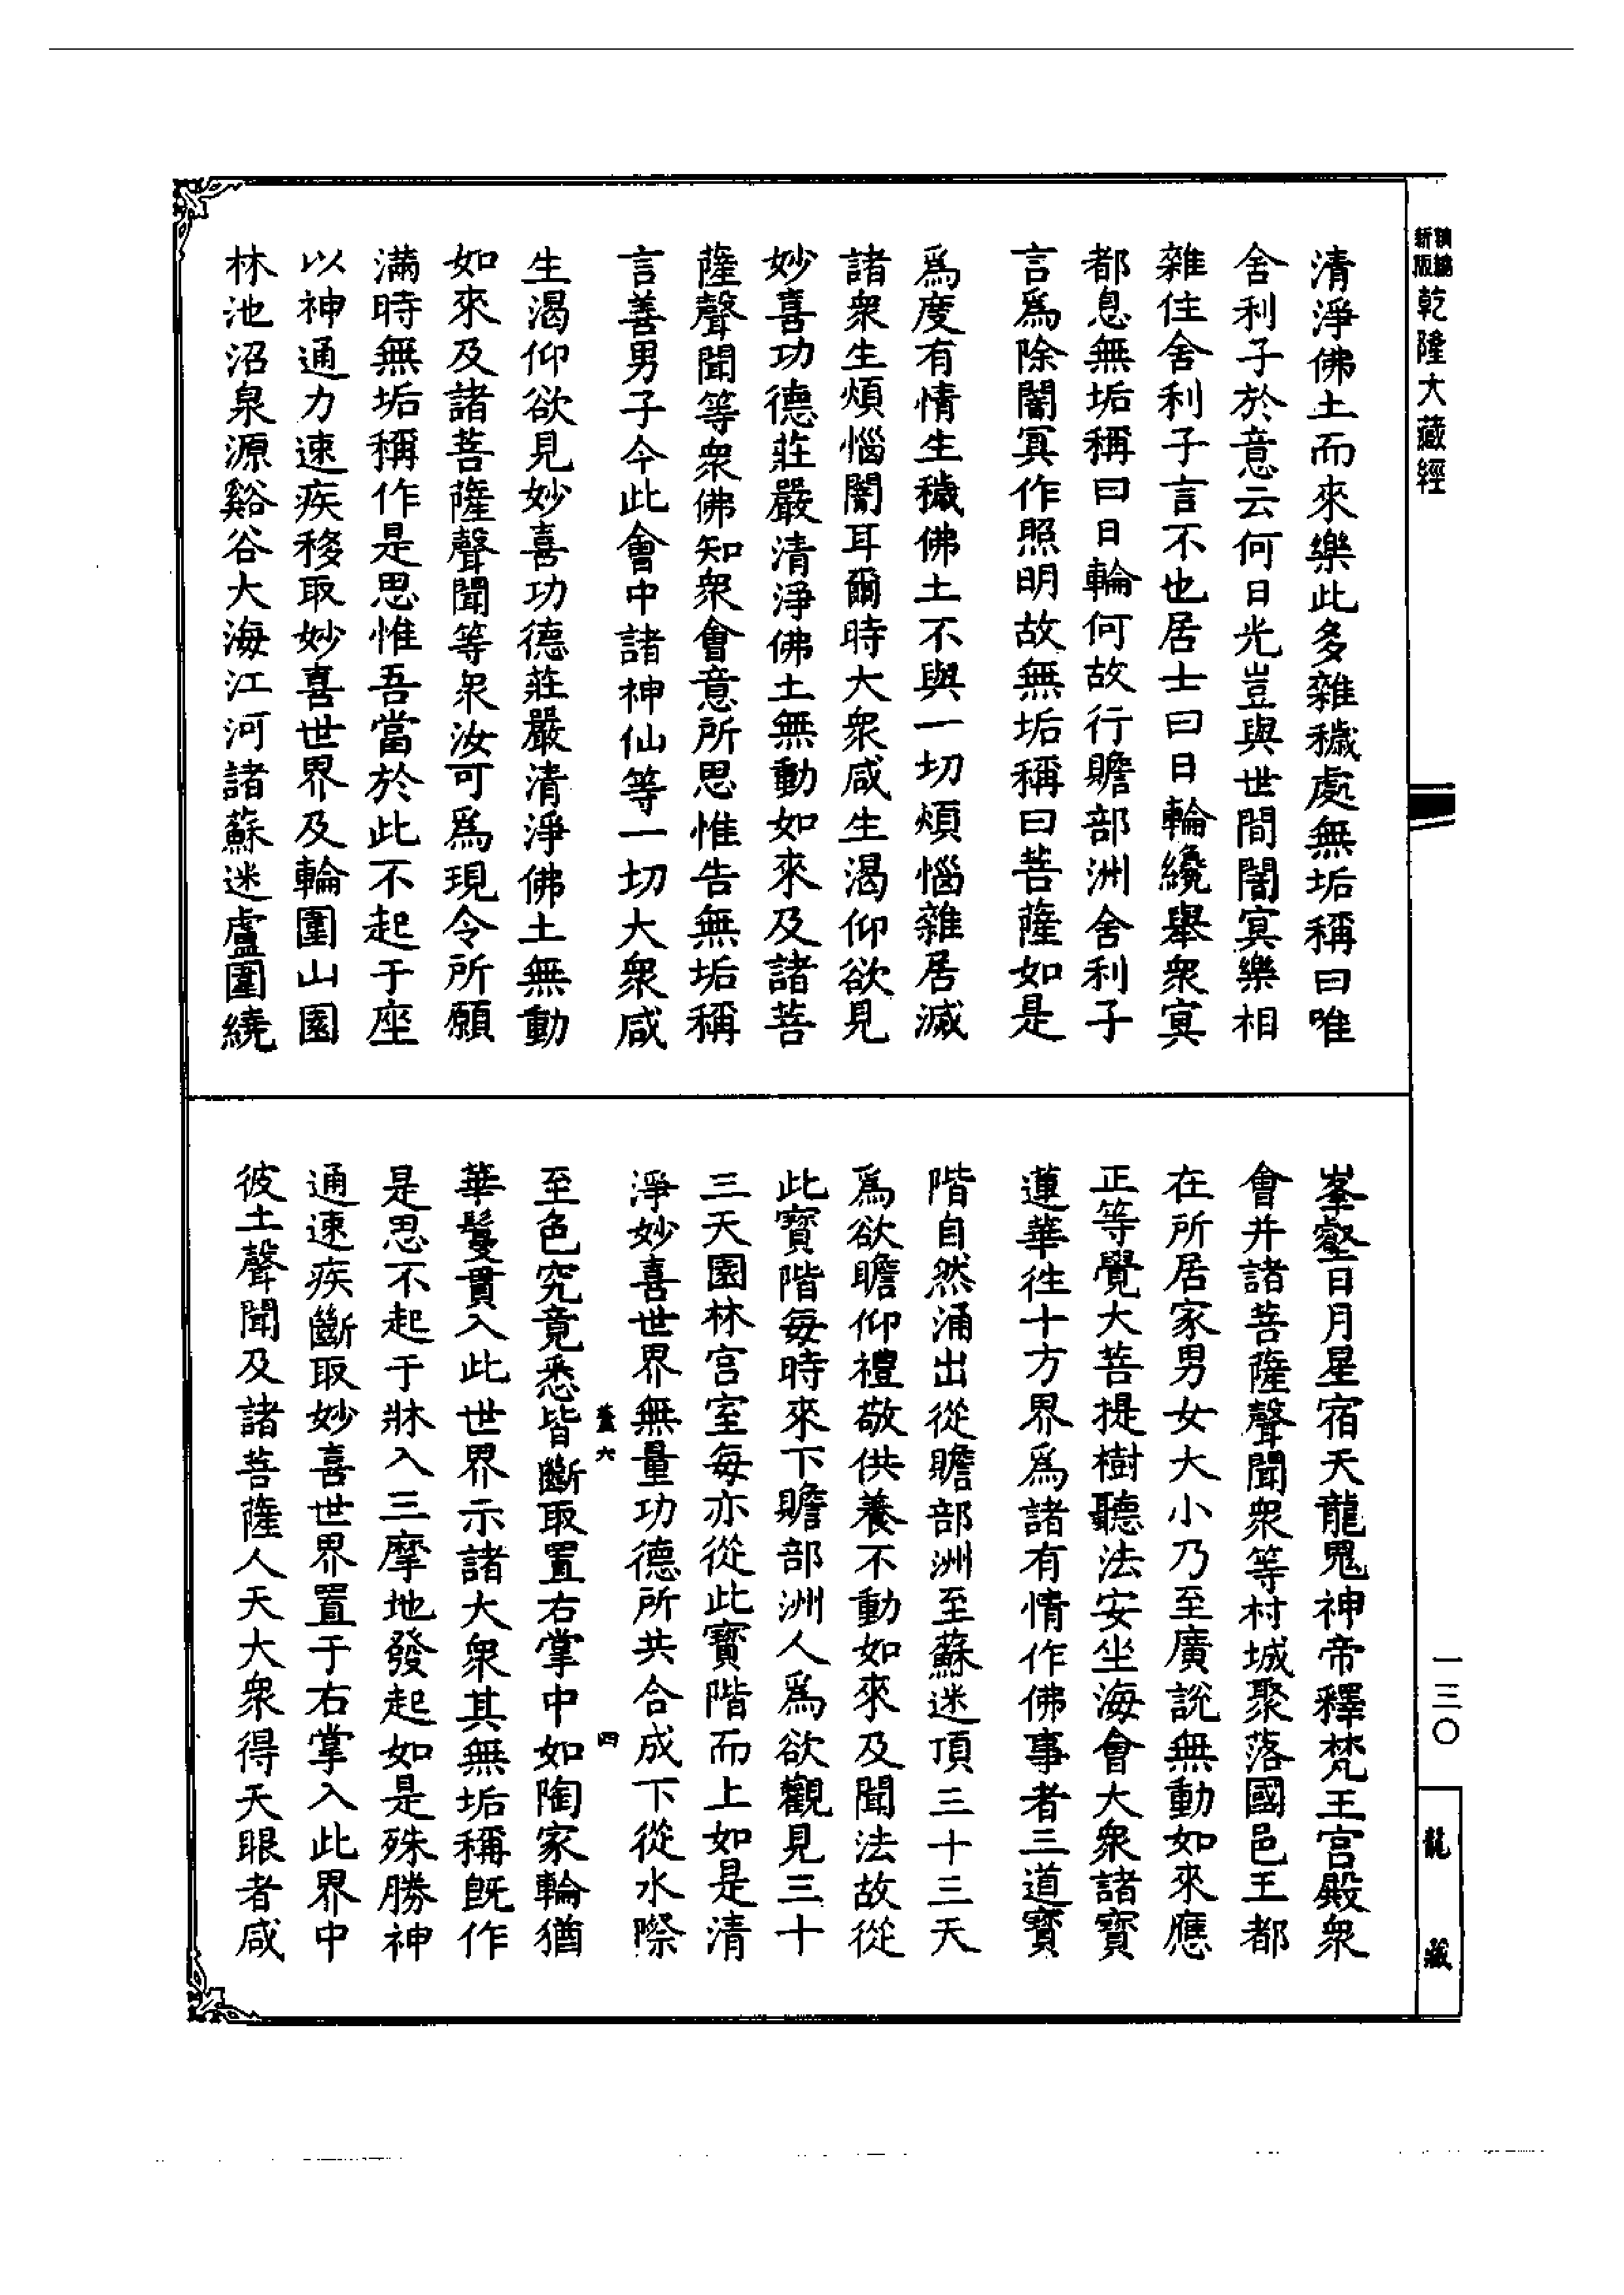 新版
精編
乾隆大藏經
清淨佛土而來樂此多雜穢處無垢稱曰唯
舍利子於意云何日光豈與世間闇冥樂相
雜住舍利子言不也居士曰日輪纔舉衆冥
都息無垢稱曰日輪何故行贍部洲舍利子
言爲除闇冥作照明故無垢稱曰菩薩如是
爲度有情生穢佛土不與一切煩惱雜居滅
諸衆生煩惱闇耳爾時大衆咸生渴仰欲見
妙喜功德莊嚴清淨佛土無動如來及諸菩
薩聲聞等衆佛知衆會意所思惟告無垢稱
言善男子今此會中諸神仙等一切大衆咸
生渴仰欲見妙喜功德莊嚴清淨佛土無動
如來及諸菩薩聲聞等衆汝可爲現令所願
滿時無垢稱作是思惟吾當於此不起于座
以神通力速疾移取妙喜世界及輪圍山園
林池沼泉源谿谷大海江河諸蘇迷盧圍繞
峯壑日月星宿天龍鬼神帝釋梵王宮殿衆
會并諸菩薩聲聞衆等村城聚落國邑王都
在所居家男女大小乃至廣說無動如來應
正等覺大菩提樹聽法安坐海會大衆諸寶
蓮華往十方界爲諸有情作佛事者三道寶
階自然涌出從贍部洲至蘇迷頂三十三天
爲欲瞻仰禮敬供養不動如來及聞法故從
此寶階每時來下贍部洲人爲欲觀見三十
三天園林宮室每亦從此寶階而上如是清
淨妙喜世界無量功德所共合成下從水際
蓋六
四
至色究竟悉皆斷取置右掌中如陶家輪猶
華鬘貫入此世界示諸大衆其無垢稱旣作
是思不起于牀入三摩地發起如是殊勝神
通速疾斷取妙喜世界置于右掌入此界中
彼土聲聞及諸菩薩人天大衆得天眼者咸
一三〇
龍藏